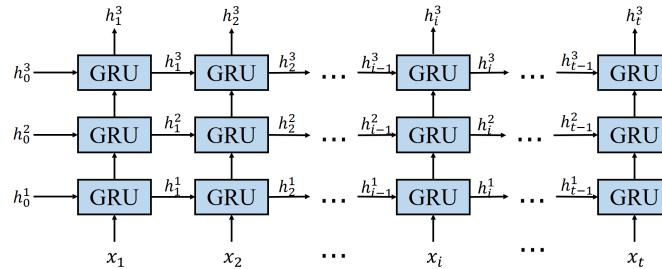 h_1^3 h_2^3 h_i^3 h_t^3
h_0^3 GRU h_1^3 GRU h_2^3 ... h_{i-1}^3 GRU h_i^3 ... h_{t-1}^3 GRU
h_0^2 GRU h_1^2 GRU h_2^2 ... h_{i-1}^2 GRU h_i^2 ... h_{t-1}^2 GRU
h_0^1 GRU h_1^1 GRU h_2^1 ... h_{i-1}^1 GRU h_i^1 ... h_{t-1}^1 GRU
x_1 x_2 ... x_i ... x_t